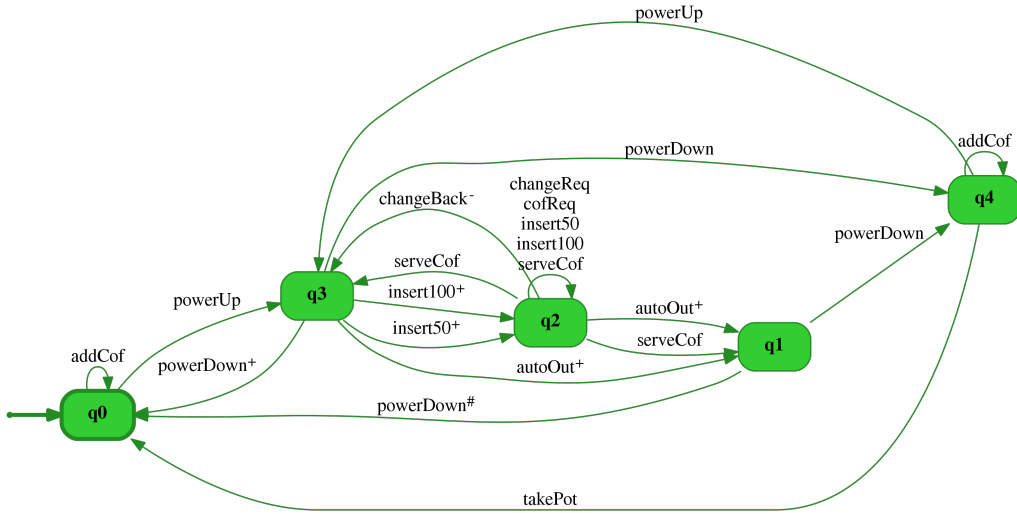 powerUp
addCof
powerDown
changeReq
cofReq
insert50
insert100
serveCof
changeBack⁻
q4
powerDown
serveCof
insert100⁺
powerUp
q3
autoOut⁺
q2
insert50⁺
serveCof
q1
addCof
powerDown⁺
autoOut⁺
powerDown#
q0
takePot